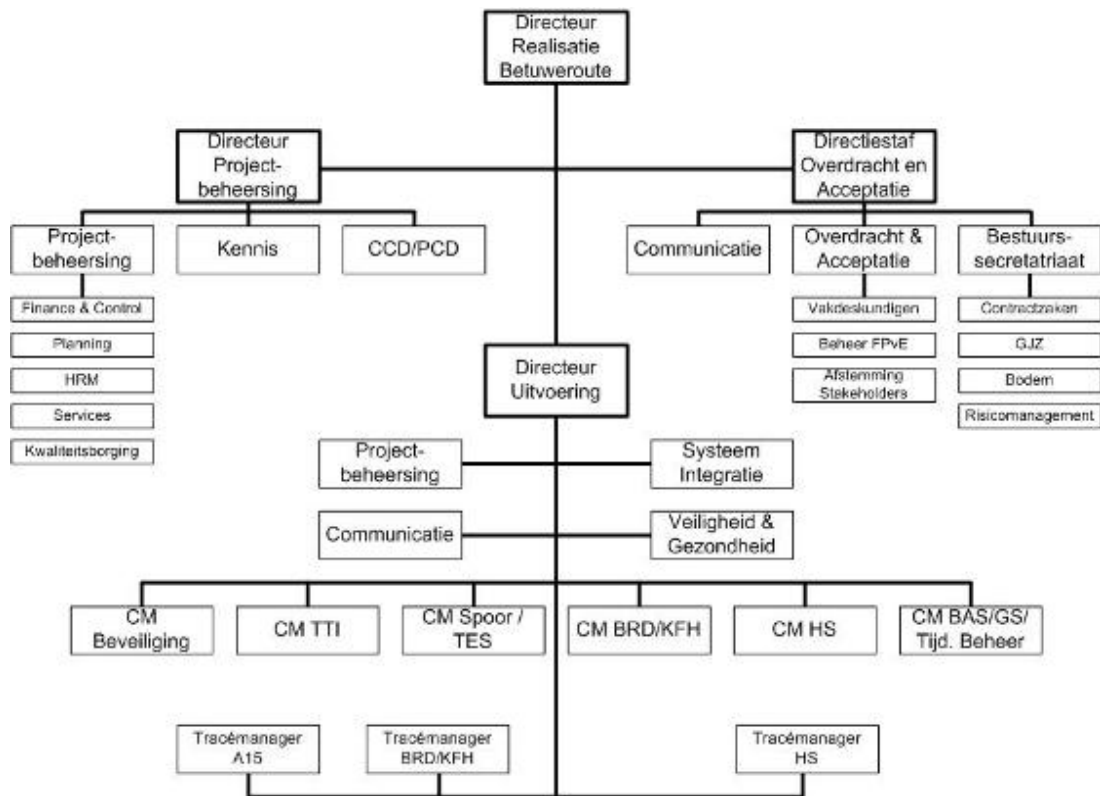 Directeur
Realisatie
Betuweroute
Directeur
Project-
beheersing
Directiestaf
Overdracht en
Acceptatie
Project-
beheersing
Kennis
CCD/PCD
Communicatie
Overdracht &
Acceptatie
Bestuurs-
secretatriaat
Finance & Control
Planning
HRM
Services
Kwaliteitsborging
Vakdeskundigen
Beheer FPvE
Afstemming
Stakeholders
Contractzaken
GJZ
Bodem
Risicomanagement
Directeur
Uitvoering
Project-
beheersing
Systeem
Integratie
Communicatie
Veiligheid &
Gezondheid
CM
Beveiliging
CM TTI
CM Spoor /
TES
CM BRD/KFH
CM HS
CM BAS/GS/
Tijd. Beheer
Tracémanager
A15
Tracémanager
BRD/KFH
Tracémanager
HS